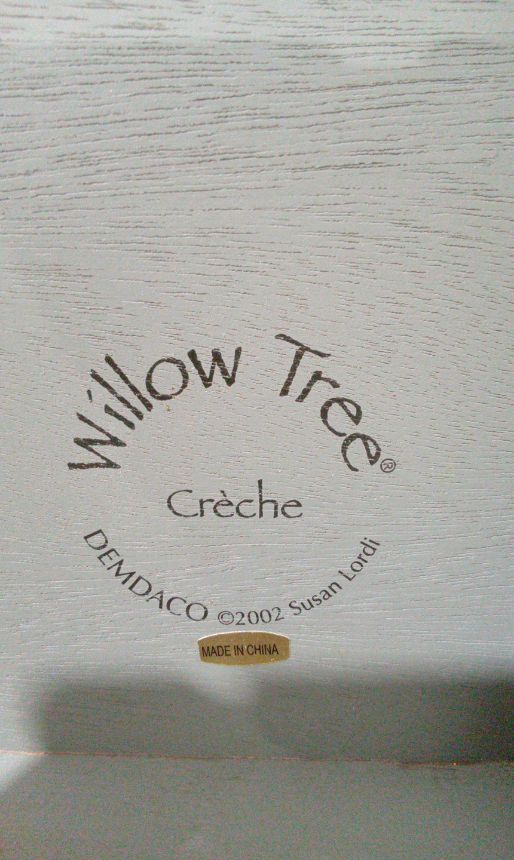 Willow Tree®
Crèche
DEMDACO ©2002 Susan Lordi
MADE IN CHINA